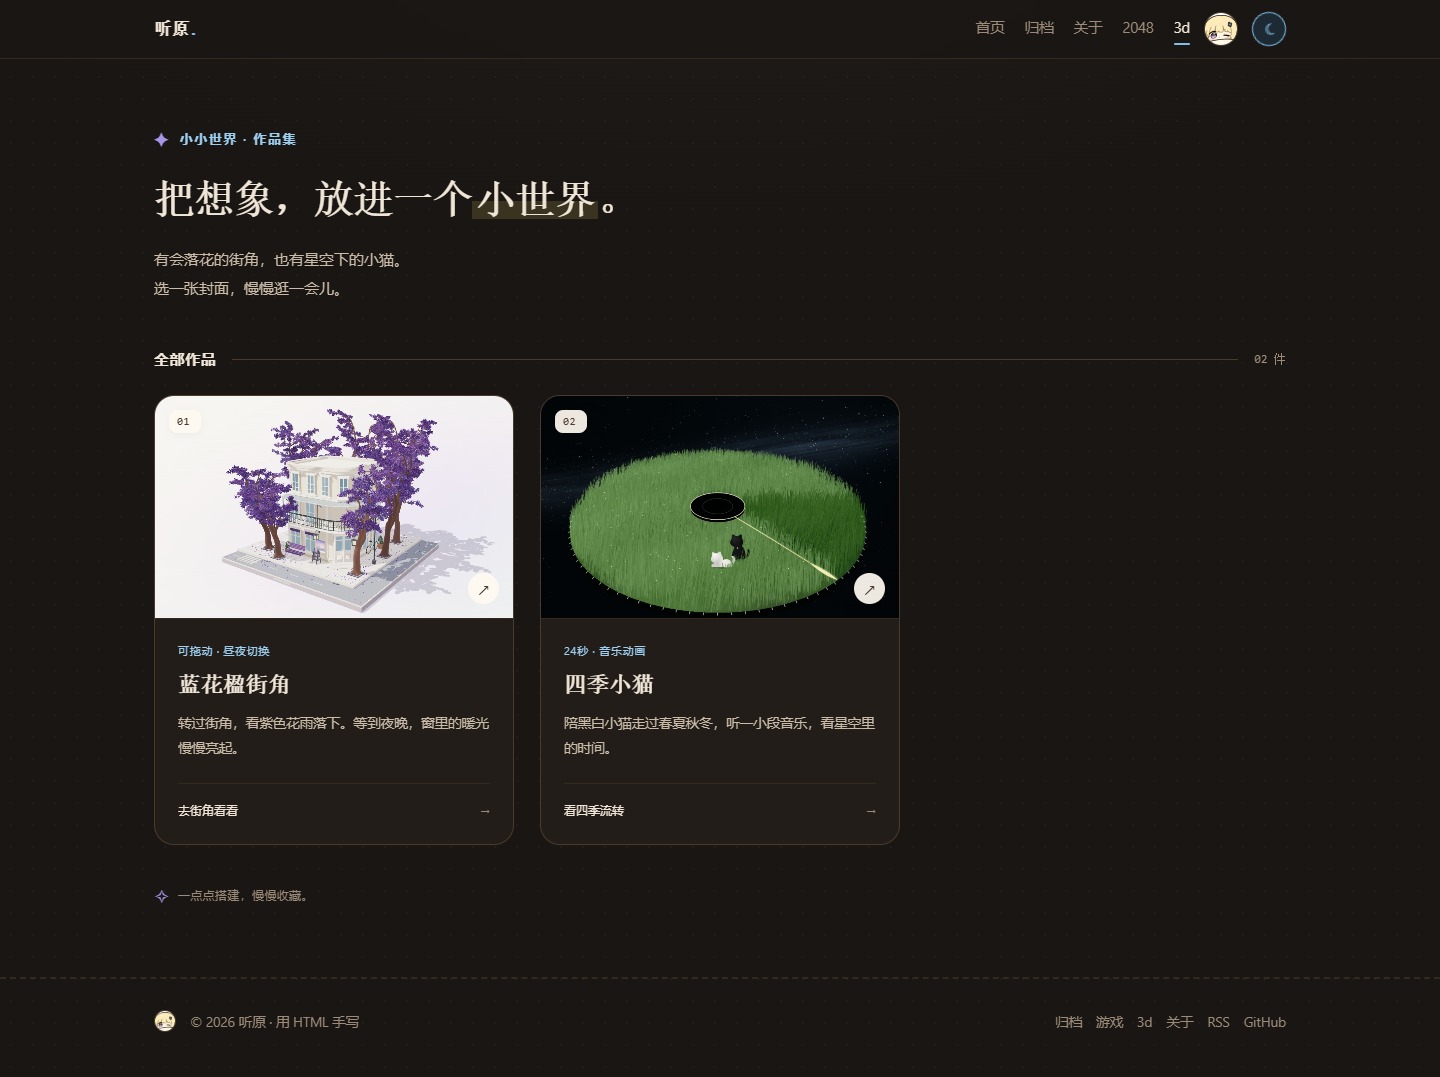 听原.
首页 归档 关于 2048 3d
小小世界 · 作品集
把想象，放进一个小世界。
有会落花的街角，也有星空下的小猫。
选一张封面，慢慢逛一会儿。
全部作品
02 件
01
可拖动 · 昼夜切换
蓝花楹街角
转过街角，看紫色花雨落下。等到夜晚，窗里的暖光
慢慢亮起。
去街角看看 →
02
24秒 · 音乐动画
四季小猫
陪黑白小猫走过春夏秋冬，听一小段音乐，看星空里
的时间。
看四季流转 →
一点点搭建，慢慢收藏。
© 2026 听原 · 用 HTML 手写
归档 游戏 3d 关于 RSS GitHub